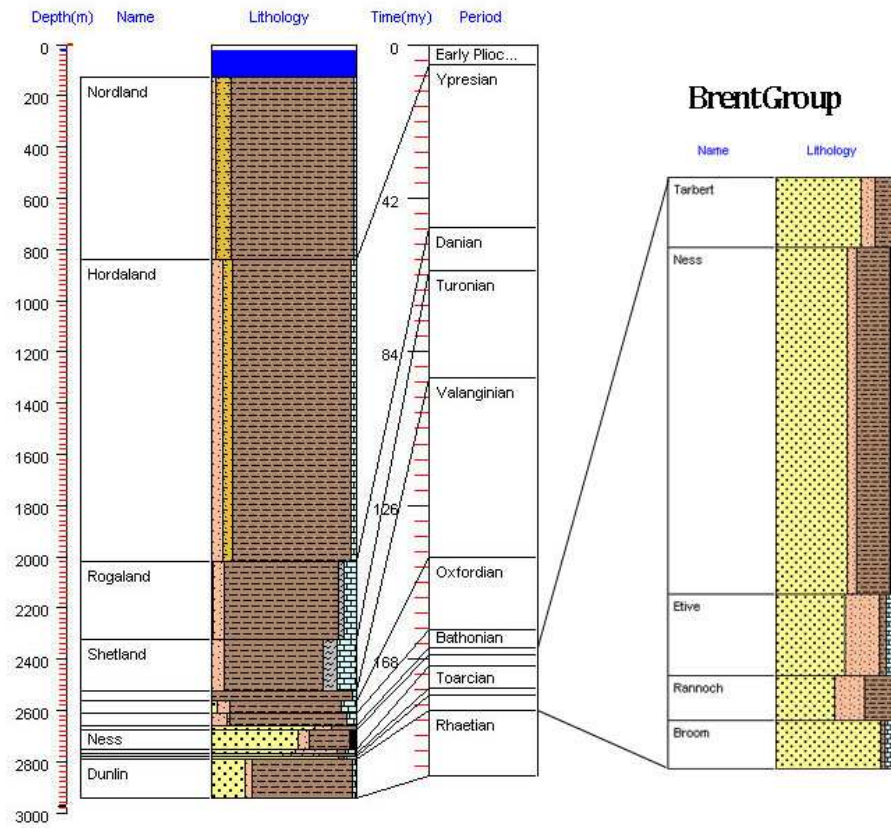 Depth(m) Name Lithology Time(my) Period
0
200
400
600
800
1000
1200
1400
1600
1800
2000
2200
2400
2600
2800
3000
Nordland
Hordaland
Rogaland
Shetland
Ness
Dunlin
0
42
84
126
168
Early Plioc...
Ypresian
Danian
Turonian
Valanginian
Oxfordian
Bathonian
Toarcian
Rhaetian
BrentGroup
Name Lithology
Tarbert
Ness
Etive
Rannoch
Broom